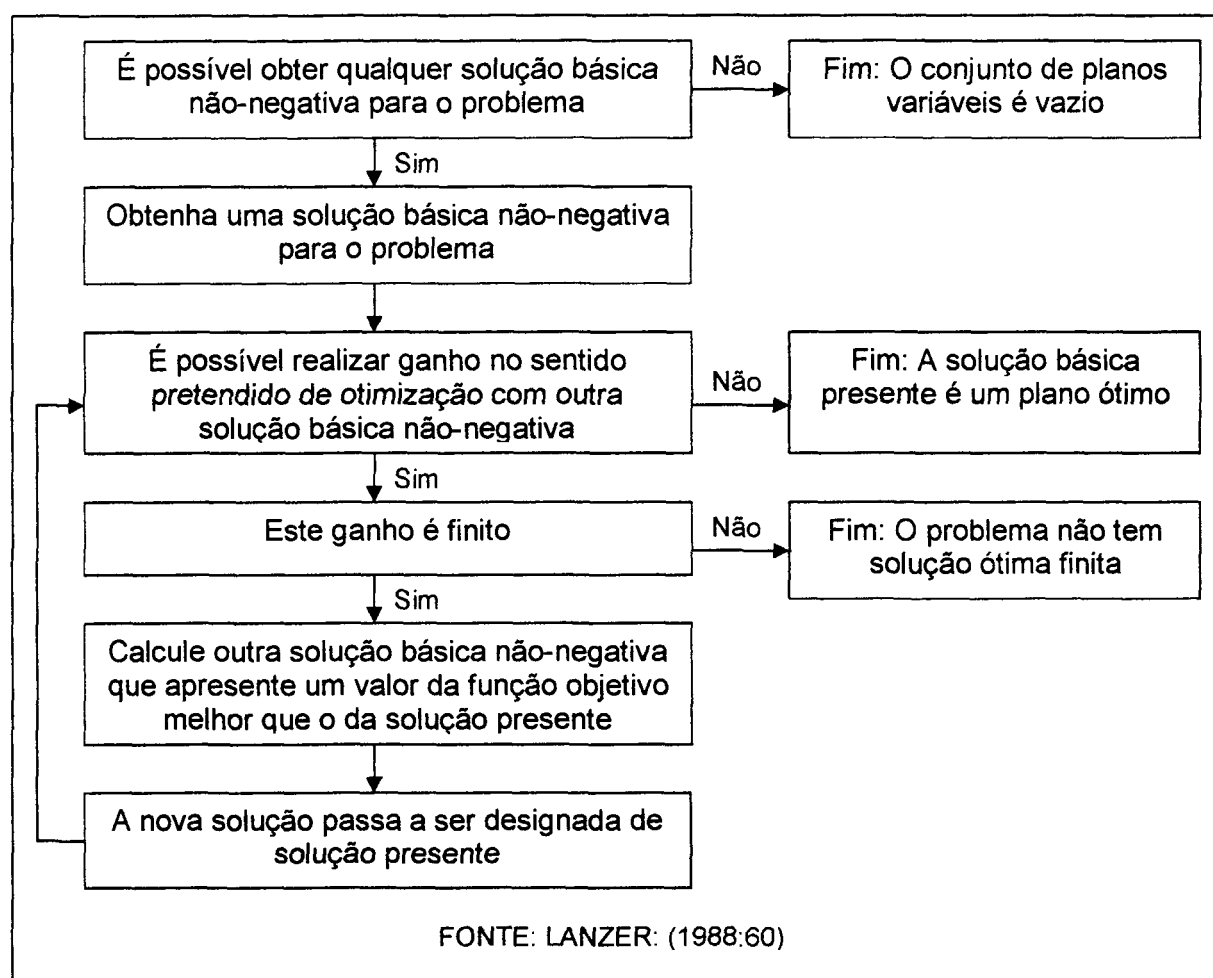 É possível obter qualquer solução básica
não-negativa para o problema
Não
Fim: O conjunto de planos
variáveis é vazio
Sim
Obtenha uma solução básica não-negativa
para o problema
É possível realizar ganho no sentido
pretendido de otimização com outra
solução básica não-negativa
Não
Fim: A solução básica
presente é um plano ótimo
Sim
Este ganho é finito
Não
Fim: O problema não tem
solução ótima finita
Sim
Calcule outra solução básica não-negativa
que apresente um valor da função objetivo
melhor que o da solução presente
A nova solução passa a ser designada de
solução presente
FONTE: LANZER: (1988:60)